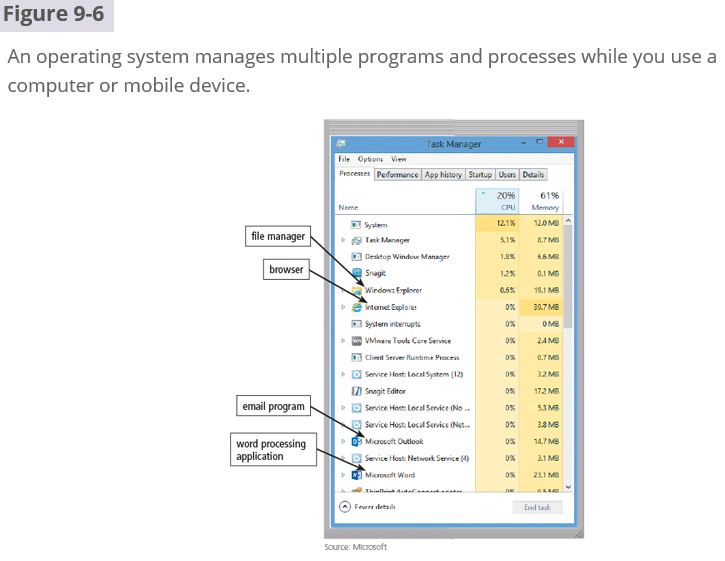 Figure 9-6
An operating system manages multiple programs and processes while you use a
computer or mobile device.
Task Manager
File Options View
Processes Performance App history Startup Users Details
20% 61%
Name CPU Memory
System 12.1% 12.0 MB
file manager
Task Manager 5.1% 8.7 MB
Desktop Window Manager 1.8% 6.6 MB
browser
Snagit 1.2% 0.1 MB
Windows Explorer 0.6% 19.1 MB
Internet Explorer 0% 39.7 MB
System interrupts 0% 0 MB
VMware Tools Core Service 0% 2.4 MB
Client Server Runtime Process 0% 0.7 MB
Service Host: Local System (12) 0% 3.2 MB
Snagit Editor 0% 17.2 MB
email program
Service Host: Local Service (No ... 0% 5.3 MB
Service Host: Local Service (Net... 0% 3.8 MB
Microsoft Outlook 0% 14.7 MB
word processing
application
Service Host: Network Service (4) 0% 3.1 MB
Microsoft Word 0% 23.1 MB
Fewer details End task
Source: Microsoft